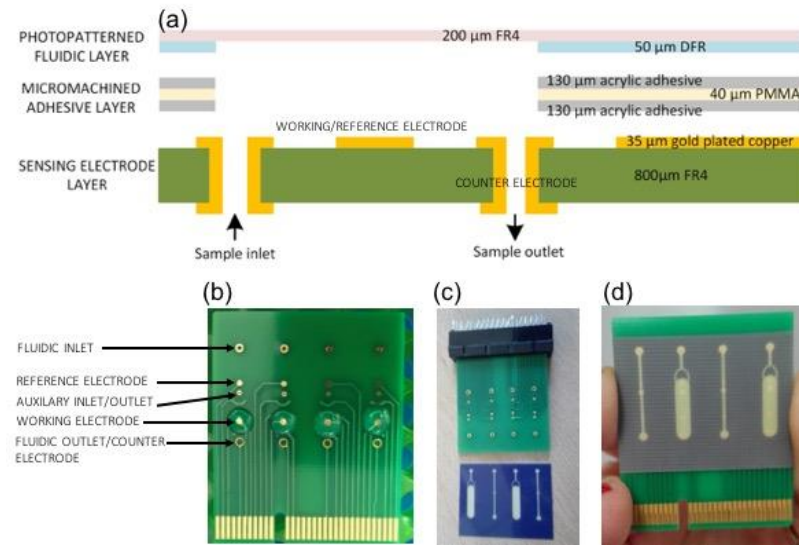 (a)
PHOTOPATTERNED
FLUIDIC LAYER
200 µm FR4
50 µm DFR
MICROMACHINED
ADHESIVE LAYER
130 µm acrylic adhesive
40 µm PMMA
130 µm acrylic adhesive
WORKING/REFERENCE ELECTRODE
35 µm gold plated copper
SENSING ELECTRODE
LAYER
COUNTER ELECTRODE
800µm FR4
Sample inlet
Sample outlet
(b)
(c)
(d)
FLUIDIC INLET
REFERENCE ELECTRODE
AUXILARY INLET/OUTLET
WORKING ELECTRODE
FLUIDIC OUTLET/COUNTER
ELECTRODE